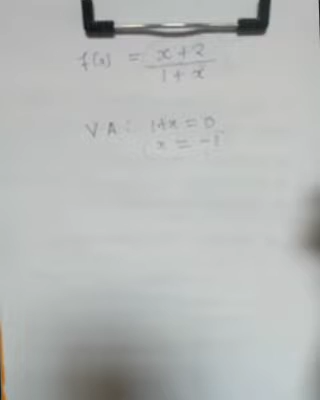 f(x) = x+2 / 1+x
V.A: 1+x = 0
x = -1